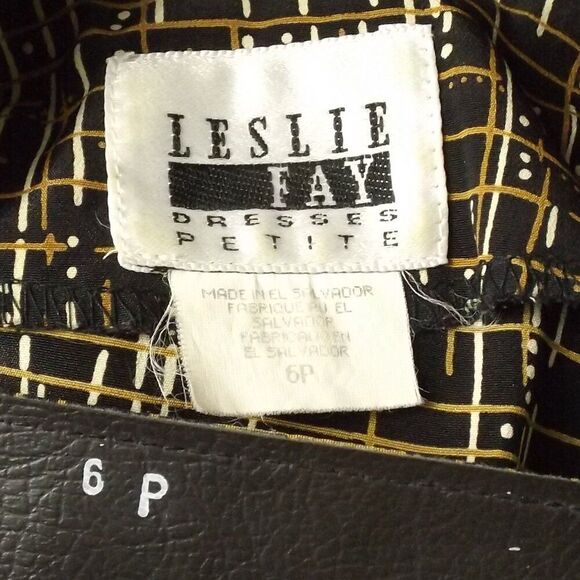 LESLIE
FAY
DRESSES
PETITE
MADE IN EL SALVADOR
FABRIQUE AU EL
SALVADOR
FABRICADO EN
EL SALVADOR
6P
6 P